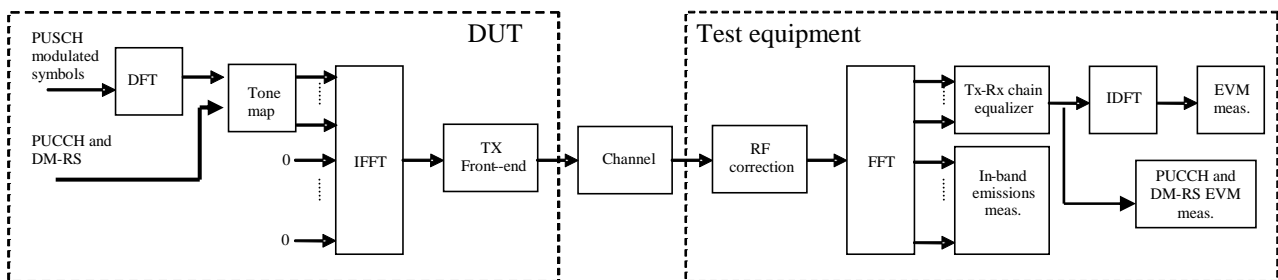 DUT
Test equipment
PUSCH
modulated
symbols
DFT
Tone
map
PUCCH and
DM-RS
0
0
IFFT
TX
Front--end
Channel
RF
correction
FFT
Tx-Rx chain
equalizer
IDFT
EVM
meas.
In-band
emissions
meas.
PUCCH and
DM-RS EVM
meas.